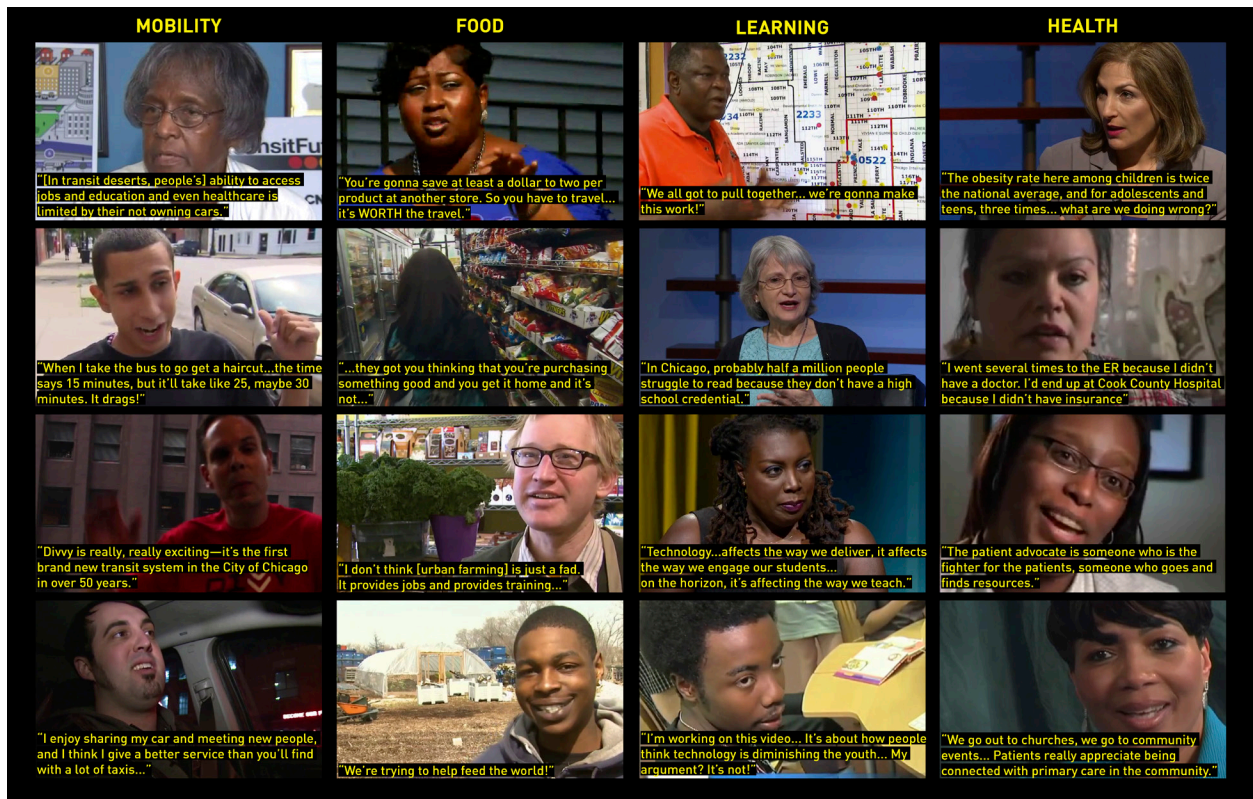 MOBILITY
FOOD
LEARNING
HEALTH
"[In transit deserts, people's] ability to access
jobs and education and even healthcare is
limited by their not owning cars."
"You're gonna save at least a dollar to two per
product at another store. So you have to travel...
it's WORTH the travel."
"We all got to pull together... we're gonna make
this work!"
"The obesity rate here among children is twice
the national average, and for adolescents and
teens, three times... what are we doing wrong?"
"When I take the bus to go get a haircut...the time
says 15 minutes, but it'll take like 25, maybe 30
minutes. It drags!"
"...they got you thinking that you're purchasing
something good and you get it home and it's
not..."
"In Chicago, probably half a million people
struggle to read because they don't have a high
school credential."
"I went several times to the ER because I didn't
have a doctor. I'd end up at Cook County Hospital
because I didn't have insurance"
"Divvy is really, really exciting—it's the first
brand new transit system in the City of Chicago
in over 50 years."
"I don't think [urban farming] is just a fad.
It provides jobs and provides training..."
"Technology...affects the way we deliver, it affects
the way we engage our students...
on the horizon, it's affecting the way we teach."
"The patient advocate is someone who is the
fighter for the patients, someone who goes and
finds resources."
"I enjoy sharing my car and meeting new people,
and I think I give a better service than you'll find
with a lot of taxis..."
"We're trying to help feed the world!"
"I'm working on this video... It's about how people
think technology is diminishing the youth... My
argument? It's not!"
"We go out to churches, we go to community
events... Patients really appreciate being
connected with primary care in the community."